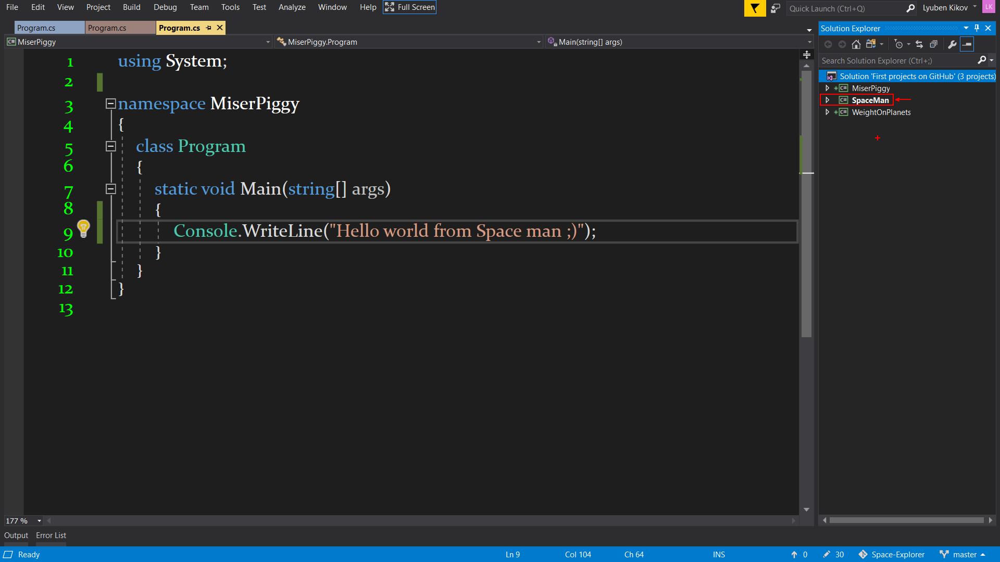 File Edit View Project Build Debug Team Tools Test Analyze Window Help Full Screen Quick Launch (Ctrl+Q) Lyuben Kikov LK
Program.cs Program.cs Program.cs
MiserPiggy MiserPiggy.Program Main(string[] args)
1 using System;
2
3 namespace MiserPiggy
4 {
5 class Program
6 {
7 static void Main(string[] args)
8 {
9 Console.WriteLine("Hello world from Space man ;)");
10 }
11 }
12 }
13
Solution Explorer
Search Solution Explorer (Ctrl+;)
Solution 'First projects on GitHub' (3 projects)
+ C# MiserPiggy
C# SpaceMan
+ C# WeightOnPlanets
177 %
Output Error List
Ready Ln 9 Col 104 Ch 64 INS 0 30 Space-Explorer master